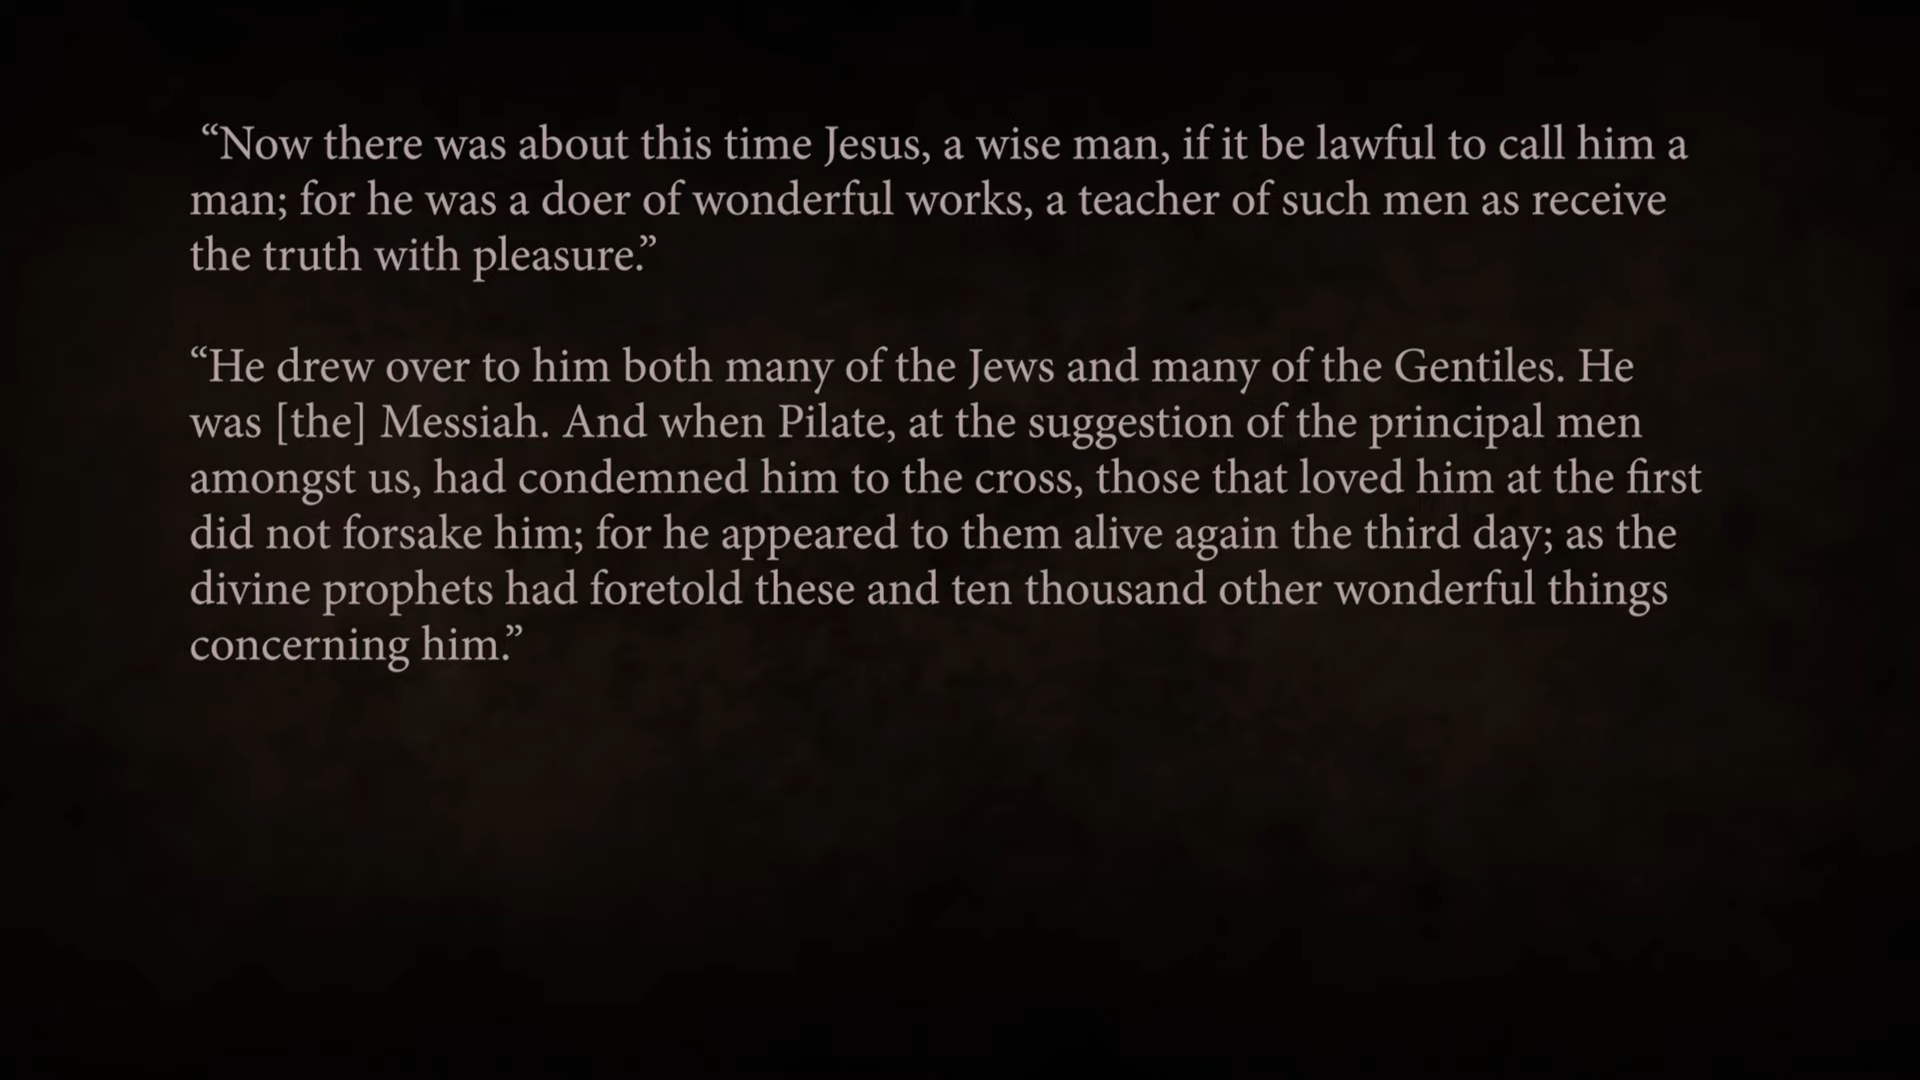 “Now there was about this time Jesus, a wise man, if it be lawful to call him a
man; for he was a doer of wonderful works, a teacher of such men as receive
the truth with pleasure.”
“He drew over to him both many of the Jews and many of the Gentiles. He
was [the] Messiah. And when Pilate, at the suggestion of the principal men
amongst us, had condemned him to the cross, those that loved him at the first
did not forsake him; for he appeared to them alive again the third day; as the
divine prophets had foretold these and ten thousand other wonderful things
concerning him.”